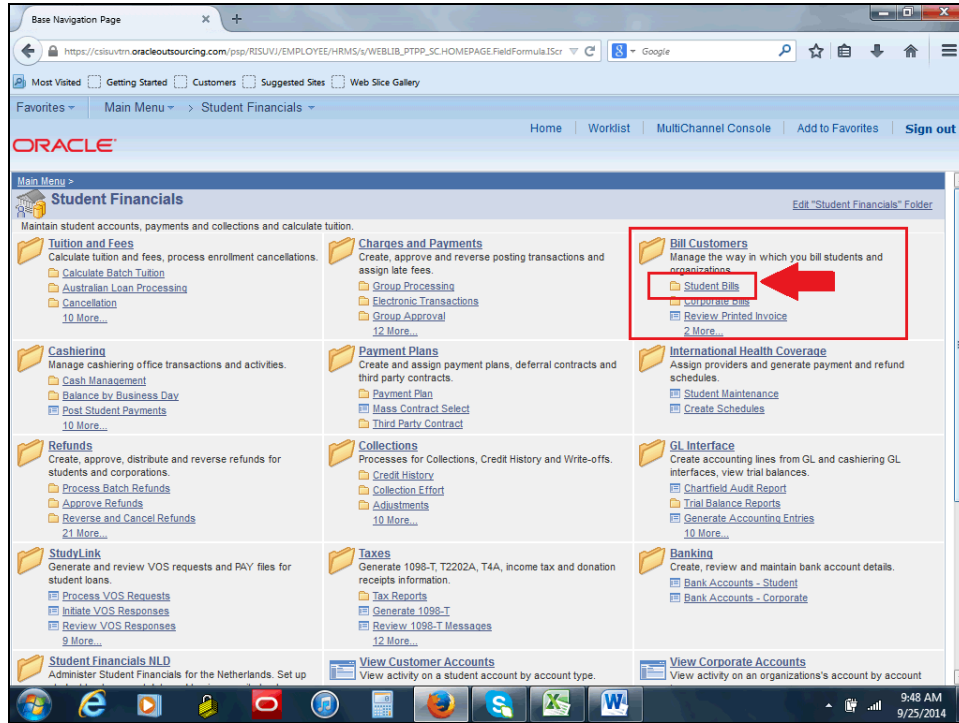 Base Navigation Page
https://csisuvtrn.oracleoutsourcing.com/psp/RISUVJ/EMPLOYEE/HRMS/s/WEBLIB_PTPP_SC.HOMEPAGE.FieldFormula.IScr
Google
Most Visited Getting Started Customers Suggested Sites Web Slice Gallery
Favorites Main Menu > Student Financials
Home Worklist MultiChannel Console Add to Favorites Sign out
ORACLE
Main Menu >
Student Financials
Edit "Student Financials" Folder
Maintain student accounts, payments and collections and calculate tuition.
Tuition and Fees
Calculate tuition and fees, process enrollment cancellations.
Calculate Batch Tuition
Australian Loan Processing
Cancellation
10 More...
Charges and Payments
Create, approve and reverse posting transactions and
assign late fees.
Group Processing
Electronic Transactions
Group Approval
12 More...
Bill Customers
Manage the way in which you bill students and
organizations.
Student Bills
Corporate Bills
Review Printed Invoice
2 More...
Cashiering
Manage cashiering office transactions and activities.
Cash Management
Balance by Business Day
Post Student Payments
10 More...
Payment Plans
Create and assign payment plans, deferral contracts and
third party contracts.
Payment Plan
Mass Contract Select
Third Party Contract
International Health Coverage
Assign providers and generate payment and refund
schedules.
Student Maintenance
Create Schedules
Refunds
Create, approve, distribute and reverse refunds for
students and corporations.
Process Batch Refunds
Approve Refunds
Reverse and Cancel Refunds
21 More...
Collections
Processes for Collections, Credit History and Write-offs.
Credit History
Collection Effort
Adjustments
10 More...
GL Interface
Create accounting lines from GL and cashiering GL
interfaces, view trial balances.
Chartfield Audit Report
Trial Balance Reports
Generate Accounting Entries
10 More...
StudyLink
Generate and review VOS requests and PAY files for
student loans.
Process VOS Requests
Initiate VOS Responses
Review VOS Responses
9 More...
Taxes
Generate 1098-T, T2202A, T4A, income tax and donation
receipts information.
Tax Reports
Generate 1098-T
Review 1098-T Messages
12 More...
Banking
Create, review and maintain bank account details.
Bank Accounts - Student
Bank Accounts - Corporate
Student Financials NLD
Administer Student Financials for the Netherlands. Set up
View Customer Accounts
View activity on a student account by account type.
View Corporate Accounts
View activity on an organizations's account by account
9:48 AM
9/25/2014